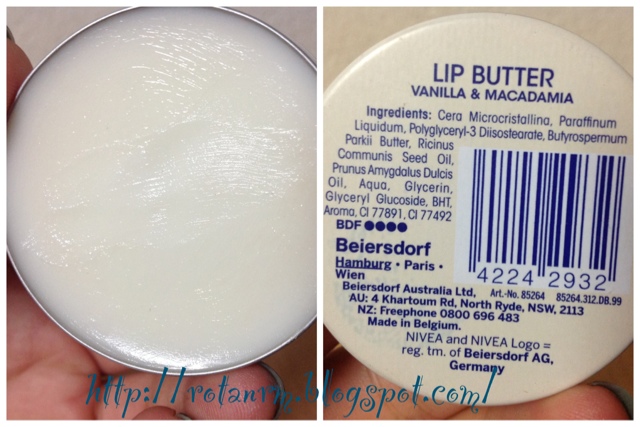 LIP BUTTER
VANILLA & MACADAMIA
Ingredients: Cera Microcristallina, Paraffinum
Liquidum, Polyglyceryl-3 Diisostearate, Butyrospermum
Parkii Butter, Ricinus
Communis Seed Oil,
Prunus Amygdalus Dulcis
Oil, Aqua, Glycerin,
Glyceryl Glucoside, BHT,
Aroma, CI 77891, CI 77492
BDF ●●●●
Beiersdorf
Hamburg • Paris •
Wien
4224 2932
Beiersdorf Australia Ltd, Art.-No. 85264 85264.312.DB.99
AU: 4 Khartoum Rd, North Ryde, NSW, 2113
NZ: Freephone 0800 696 483
Made in Belgium.
NIVEA and NIVEA Logo =
reg. tm. of Beiersdorf AG,
Germany
http://rotanrm.blogspot.com/